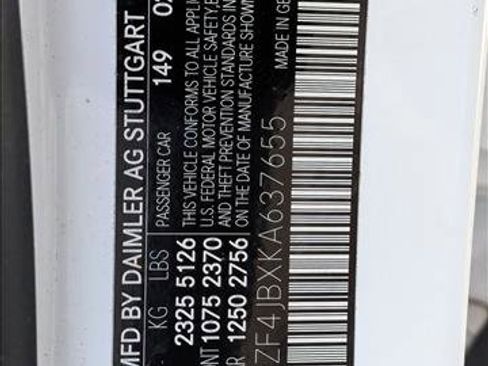 MFD BY DAIMLER AG STUTTGART
KG LBS PASSENGER CAR 149
2325 5126 THIS VEHICLE CONFORMS TO ALL
1075 2370 U.S. FEDERAL MOTOR VEHICLE SAFETY,
1250 2756 AND THEFT PREVENTION STANDARDS IN
ON THE DATE OF MANUFACTURE SHOWN
ZF4JBXKA637655 MADE IN GE